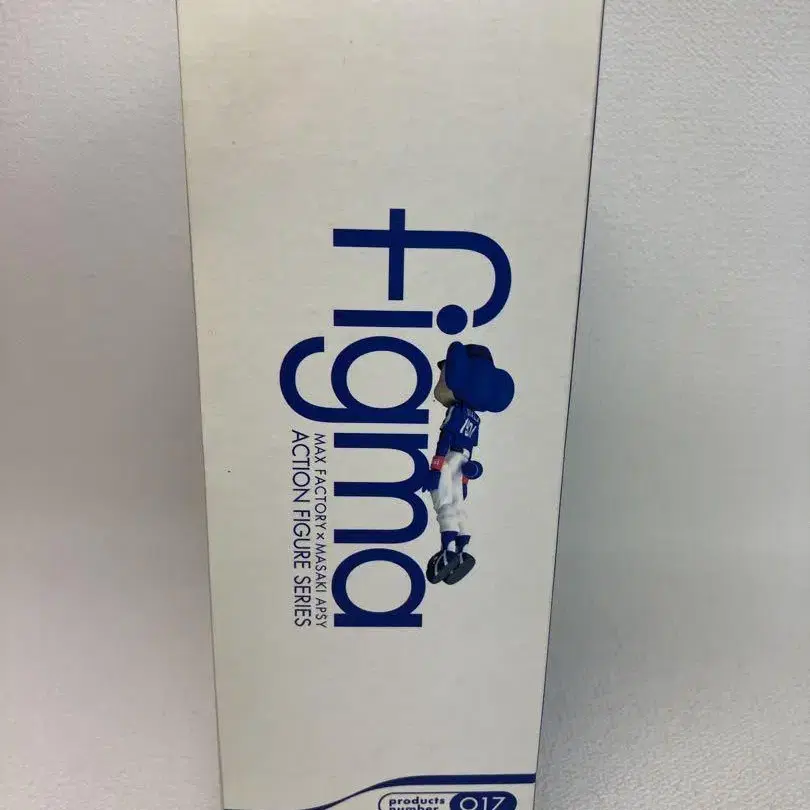 figma
MAX FACTORY × MASAKI APSY
ACTION FIGURE SERIES
products
number
017